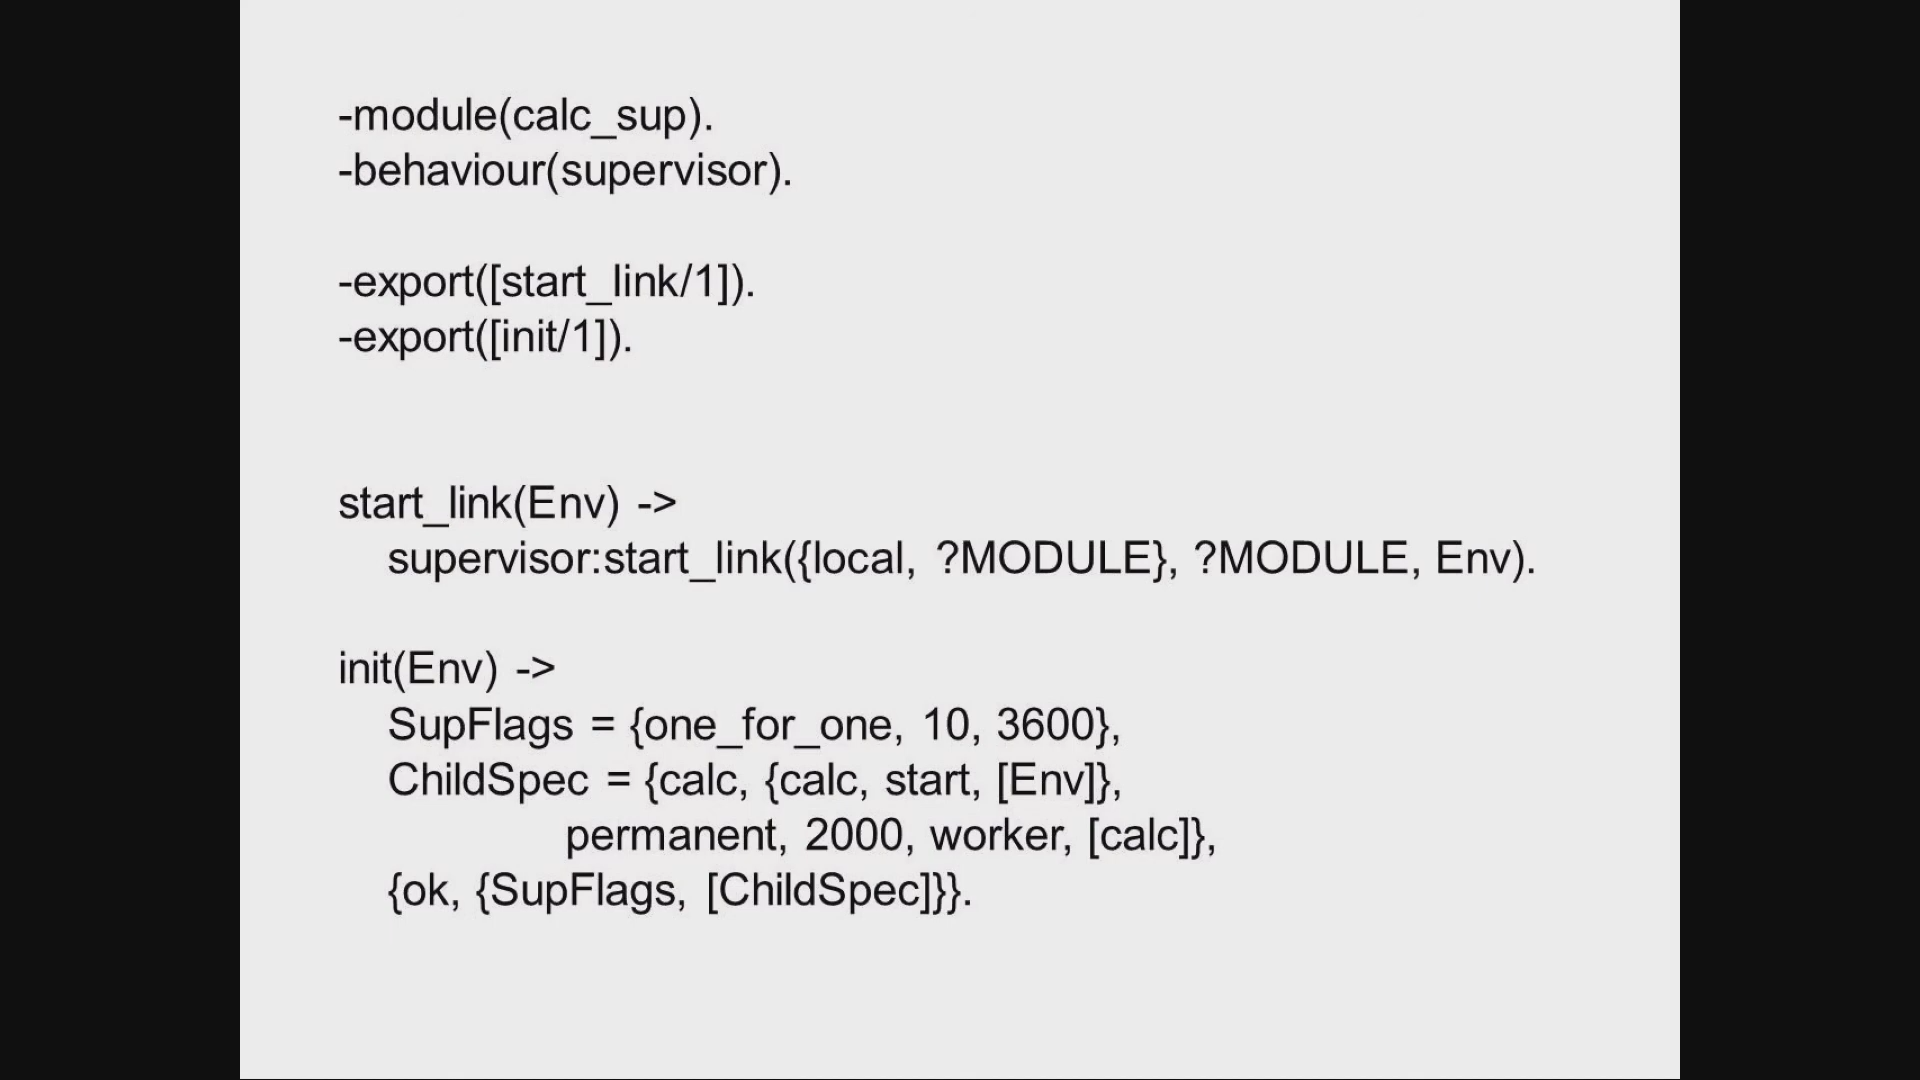 -module(calc_sup).
-behaviour(supervisor).
-export([start_link/1]).
-export([init/1]).
start_link(Env) ->
supervisor:start_link({local, ?MODULE}, ?MODULE, Env).
init(Env) ->
SupFlags = {one_for_one, 10, 3600},
ChildSpec = {calc, {calc, start, [Env]},
permanent, 2000, worker, [calc]},
{ok, {SupFlags, [ChildSpec]}}.